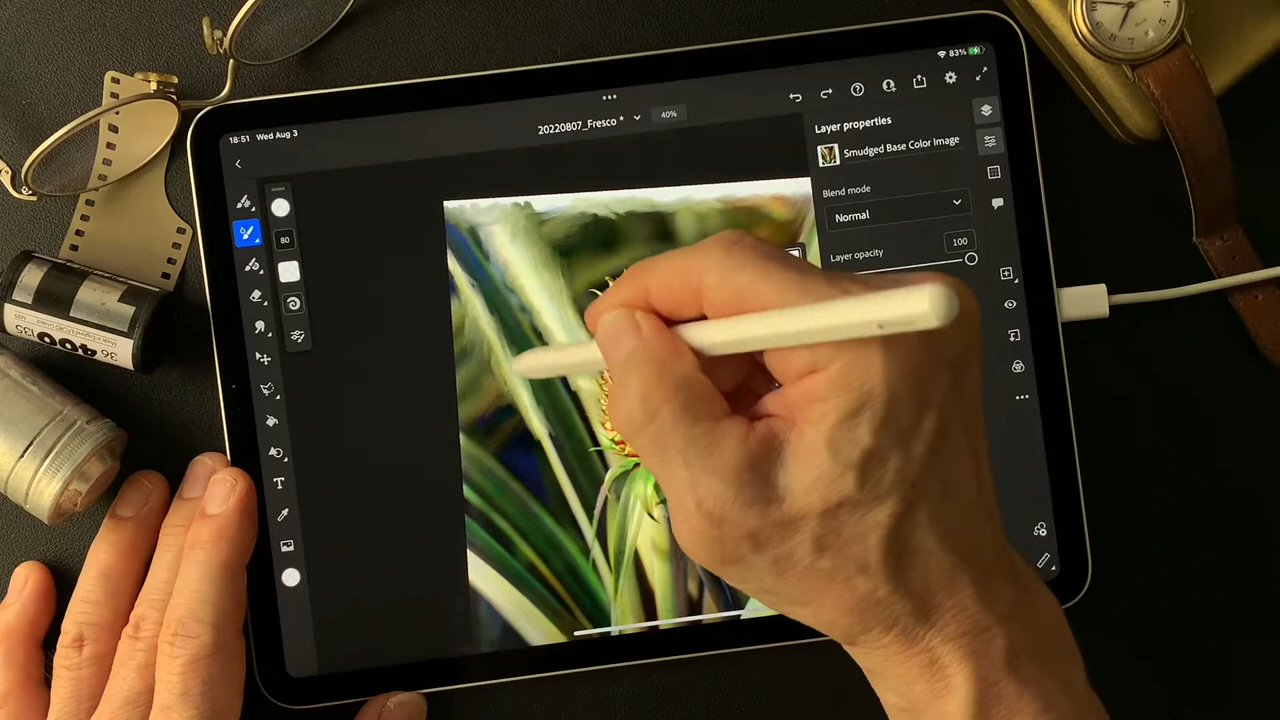 18:51 Wed Aug 3
83%
20220807_Fresco *
40%
Layer properties
Smudged Base Color Image
Blend mode
Normal
Layer opacity
100
80
T
36 400 135